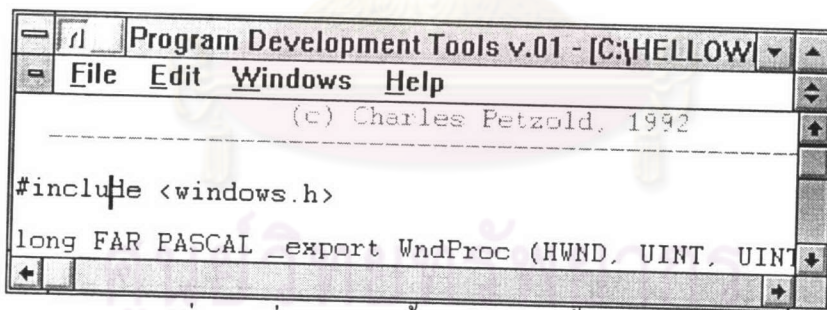 Program Development Tools v.01 - [C:\HELLOW
File Edit Windows Help
(c) Charles Petzold, 1992
#include <windows.h>
long FAR PASCAL _export WndProc (HWND, UINT, UINT